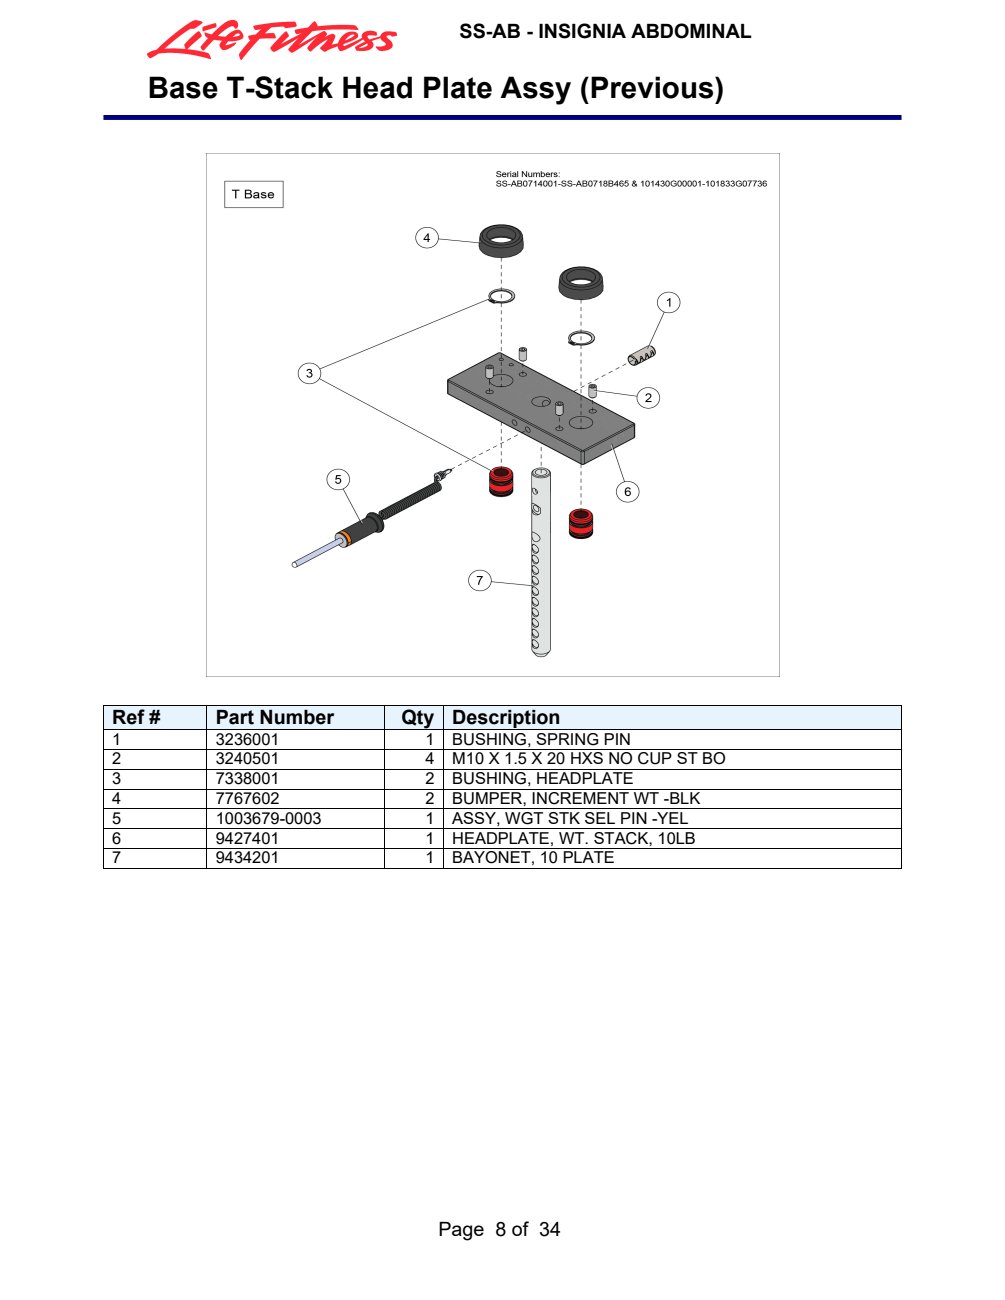 Life Fitness
SS-AB - INSIGNIA ABDOMINAL
Base T-Stack Head Plate Assy (Previous)
Serial Numbers:
SS-AB0714001-SS-AB0718B465 & 101430G00001-101833G07736
T Base
4
1
3
2
5
6
7
Ref # Part Number Qty Description
1 3236001 1 BUSHING, SPRING PIN
2 3240501 4 M10 X 1.5 X 20 HXS NO CUP ST BO
3 7338001 2 BUSHING, HEADPLATE
4 7767602 2 BUMPER, INCREMENT WT -BLK
5 1003679-0003 1 ASSY, WGT STK SEL PIN -YEL
6 9427401 1 HEADPLATE, WT. STACK, 10LB
7 9434201 1 BAYONET, 10 PLATE
Page 8 of 34